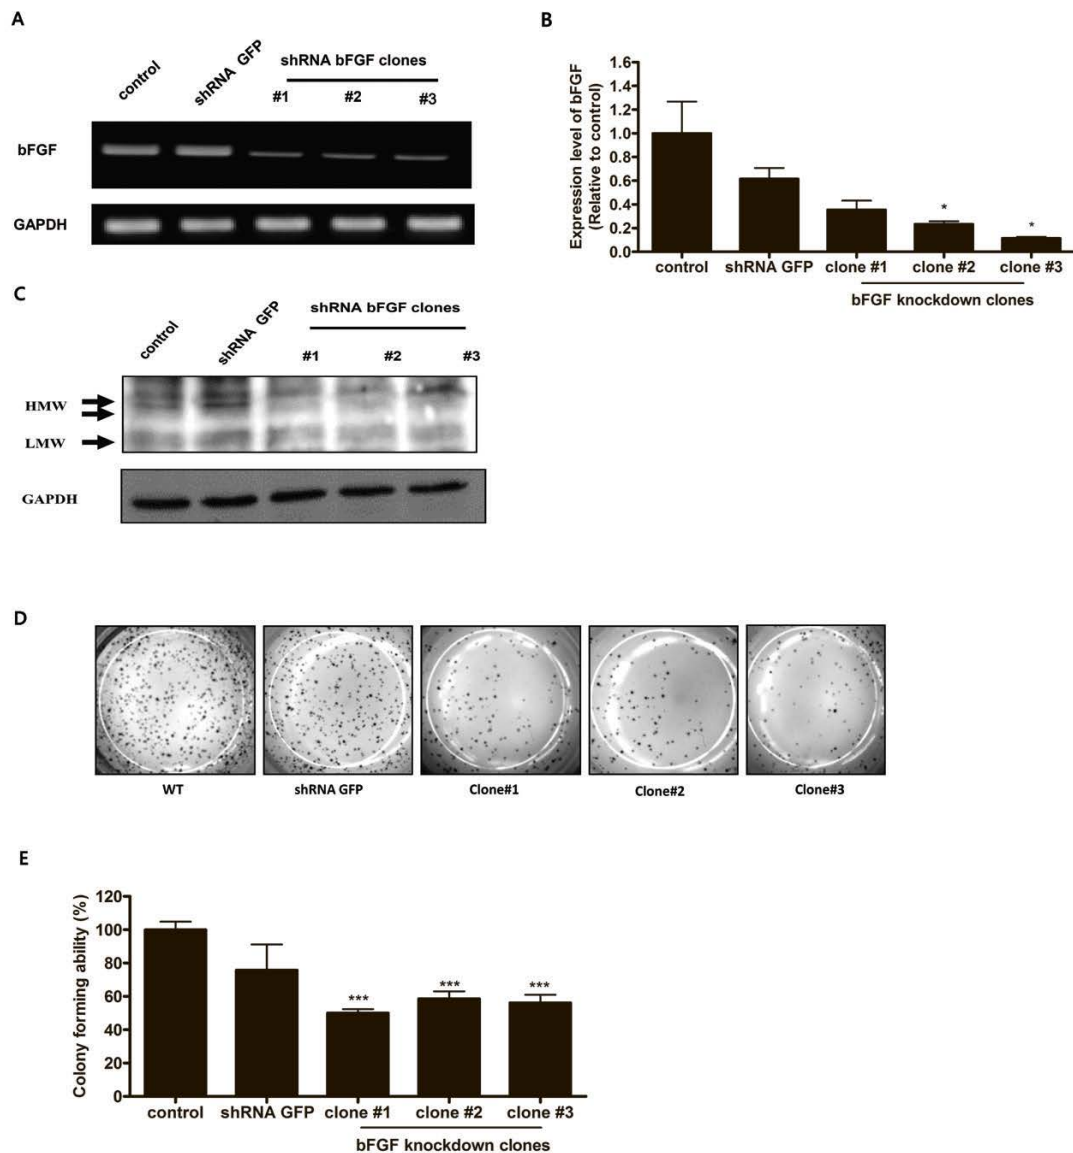 A
control
shRNA GFP
shRNA bFGF clones
#1 #2 #3
bFGF
GAPDH
B
Expression level of bFGF
(Relative to control)
1.6
1.4
1.2
1.0
0.8
0.6
0.4
0.2
0.0
* *
control shRNA GFP clone #1 clone #2 clone #3
bFGF knockdown clones
C
control
shRNA GFP
shRNA bFGF clones
#1 #2 #3
HMW
LMW
GAPDH
D
WT shRNA GFP Clone#1 Clone#2 Clone#3
E
Colony forming ability (%)
120
100
80
60
40
20
0
*** *** ***
control shRNA GFP clone #1 clone #2 clone #3
bFGF knockdown clones